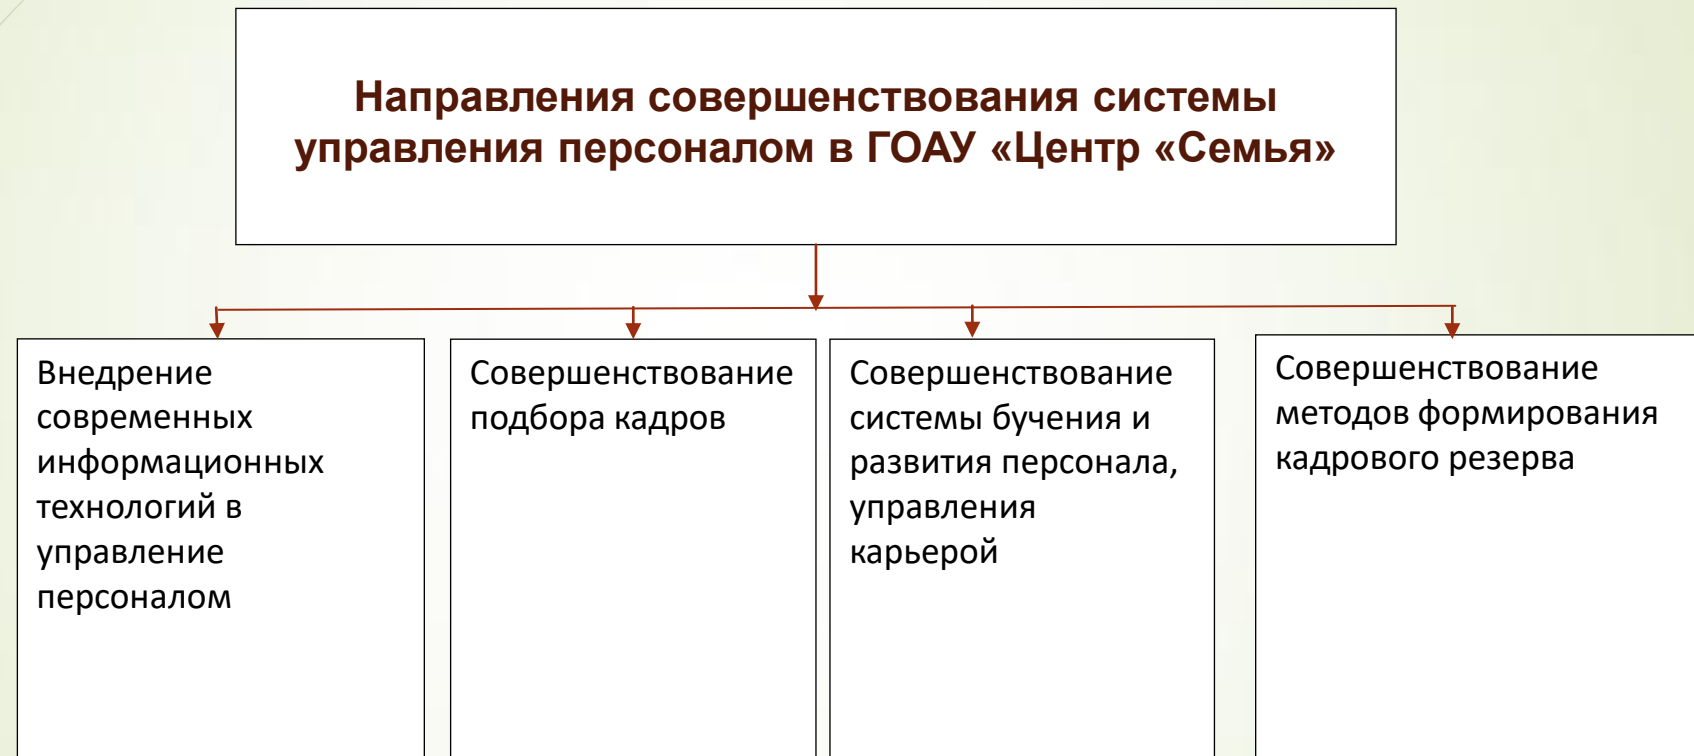 Направления совершенствования системы
управления персоналом в ГОАУ «Центр «Семья»
Внедрение
современных
информационных
технологий в
управление
персоналом
Совершенствование
подбора кадров
Совершенствование
системы бучения и
развития персонала,
управления
карьерой
Совершенствование
методов формирования
кадрового резерва